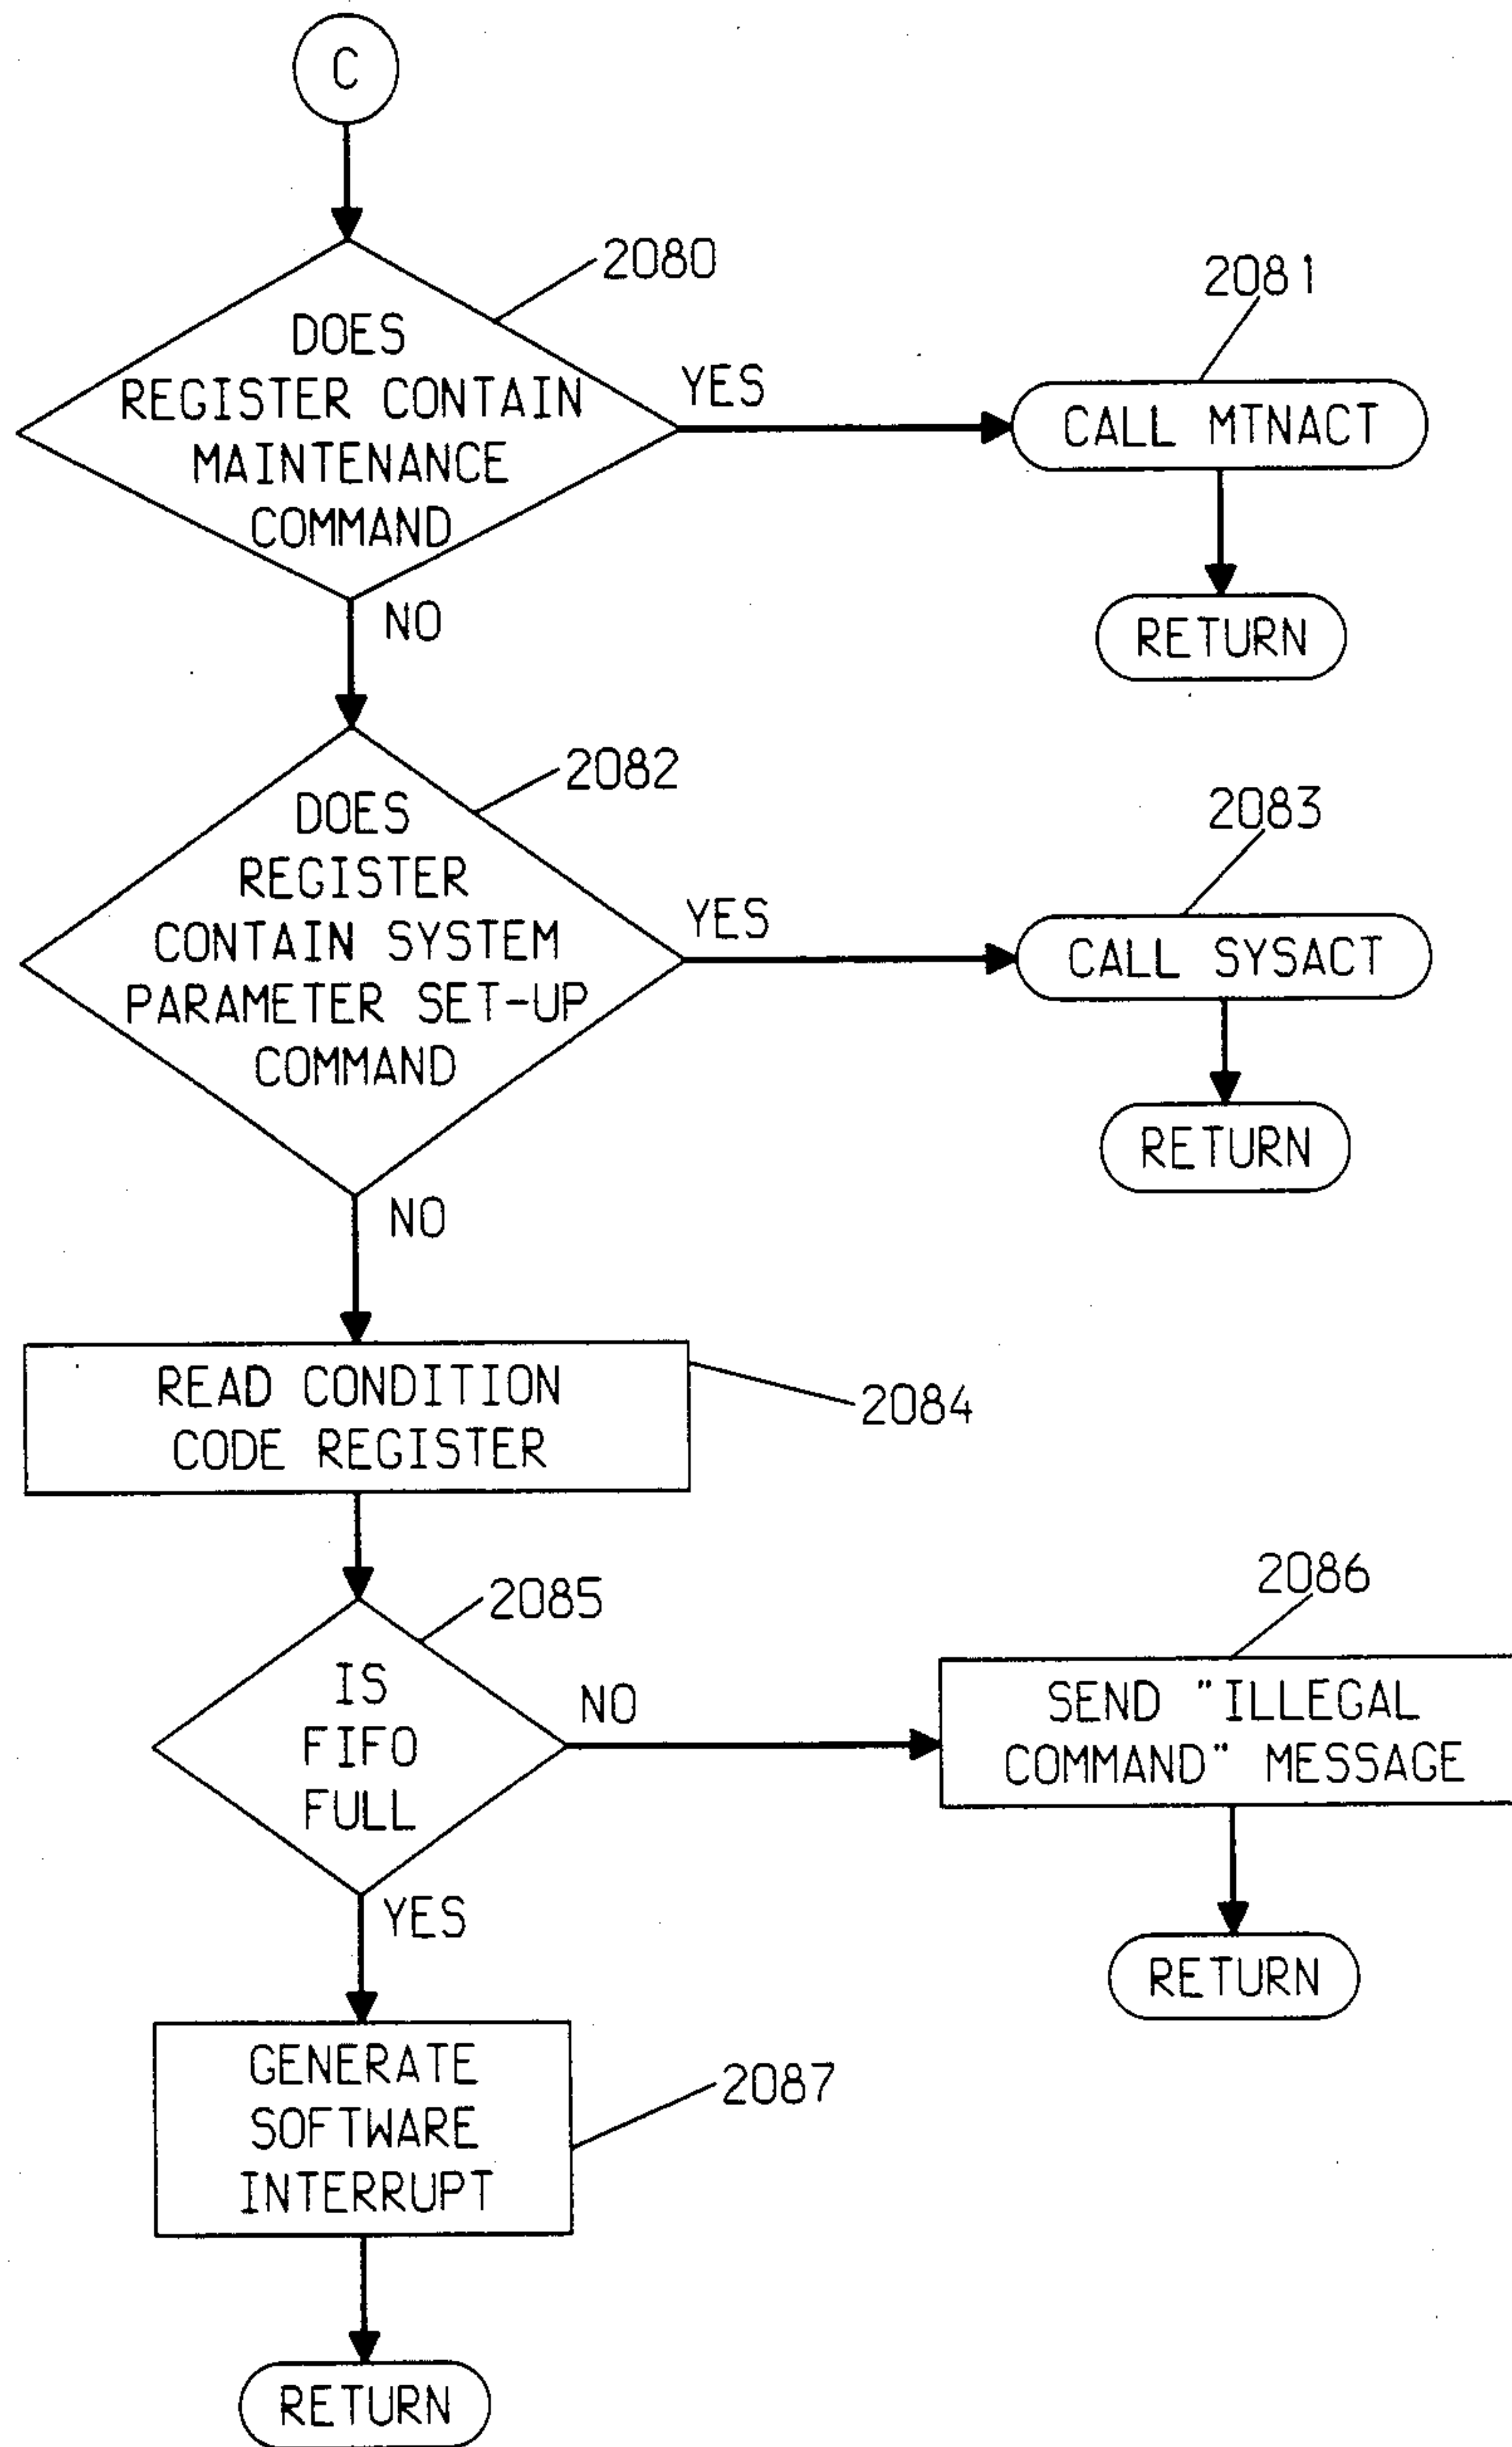 C
2080
DOES
REGISTER CONTAIN
MAINTENANCE
COMMAND
YES
2081
CALL MTNACT
RETURN
NO
2082
DOES
REGISTER
CONTAIN SYSTEM
PARAMETER SET-UP
COMMAND
YES
2083
CALL SYSACT
RETURN
NO
READ CONDITION
CODE REGISTER
2084
2085
IS
FIFO
FULL
NO
2086
SEND "ILLEGAL
COMMAND" MESSAGE
RETURN
YES
GENERATE
SOFTWARE
INTERRUPT
2087
RETURN